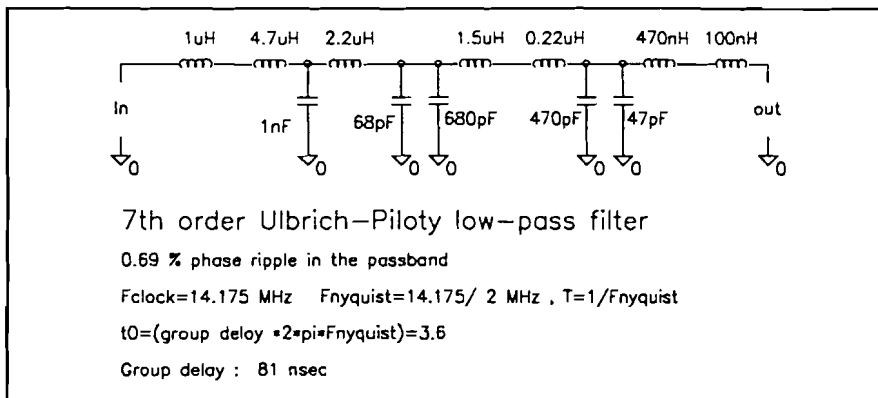 1uH 4.7uH 2.2uH 1.5uH 0.22uH 470nH 100nH
In 1nF 68pF 680pF 470pF 47pF out
0 0 0 0 0 0 0
7th order Ulbrich-Piloty low-pass filter
0.69 % phase ripple in the passband
Fclock=14.175 MHz Fnyquist=14.175/ 2 MHz , T=1/Fnyquist
t0=(group deloy *2*pi*Fnyquist)=3.6
Group delay : 81 nsec